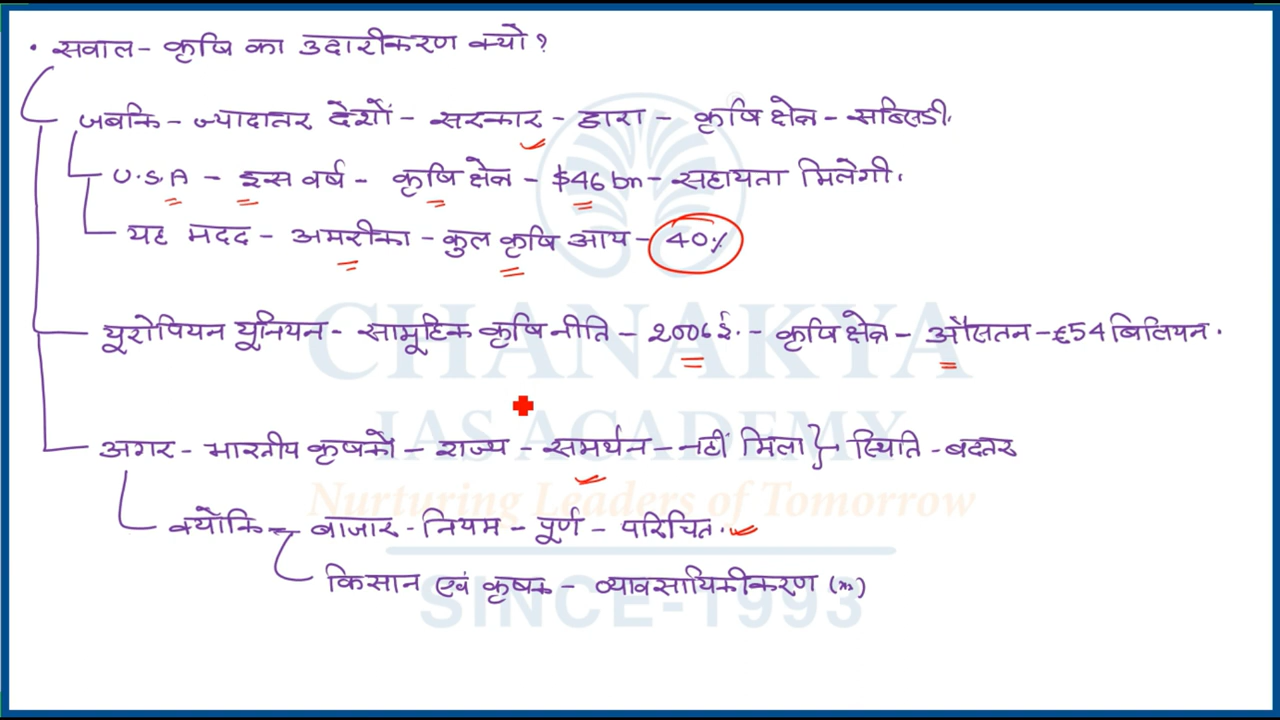 · सवाल - कृषि का उदारीकरण क्यों ?
जबकि - ज्यादातर देशों - सरकार - द्वारा - कृषि क्षेत्र - सब्सिडी.
U.S.A - इस वर्ष - कृषि क्षेत्र - $46 bn - सहायता मिलेगी.
यह मदद - अमरीका - कुल कृषि आय - 40%
यूरोपियन यूनियन - सामूहिक कृषि नीति - 2006 ई. - कृषि क्षेत्र - औसतन - €54 बिलियन.
अगर - भारतीय कृषकों - राज्य - समर्थन - नहीं मिला } स्थिति - बदतर
क्योंकि - बाजार - नियम - पूर्ण - परिचित.
किसान एवं कृषक - व्यावसायिकीकरण (x)
CHANAKYA
IAS ACADEMY
Nurturing Leaders of Tomorrow
SINCE-1993